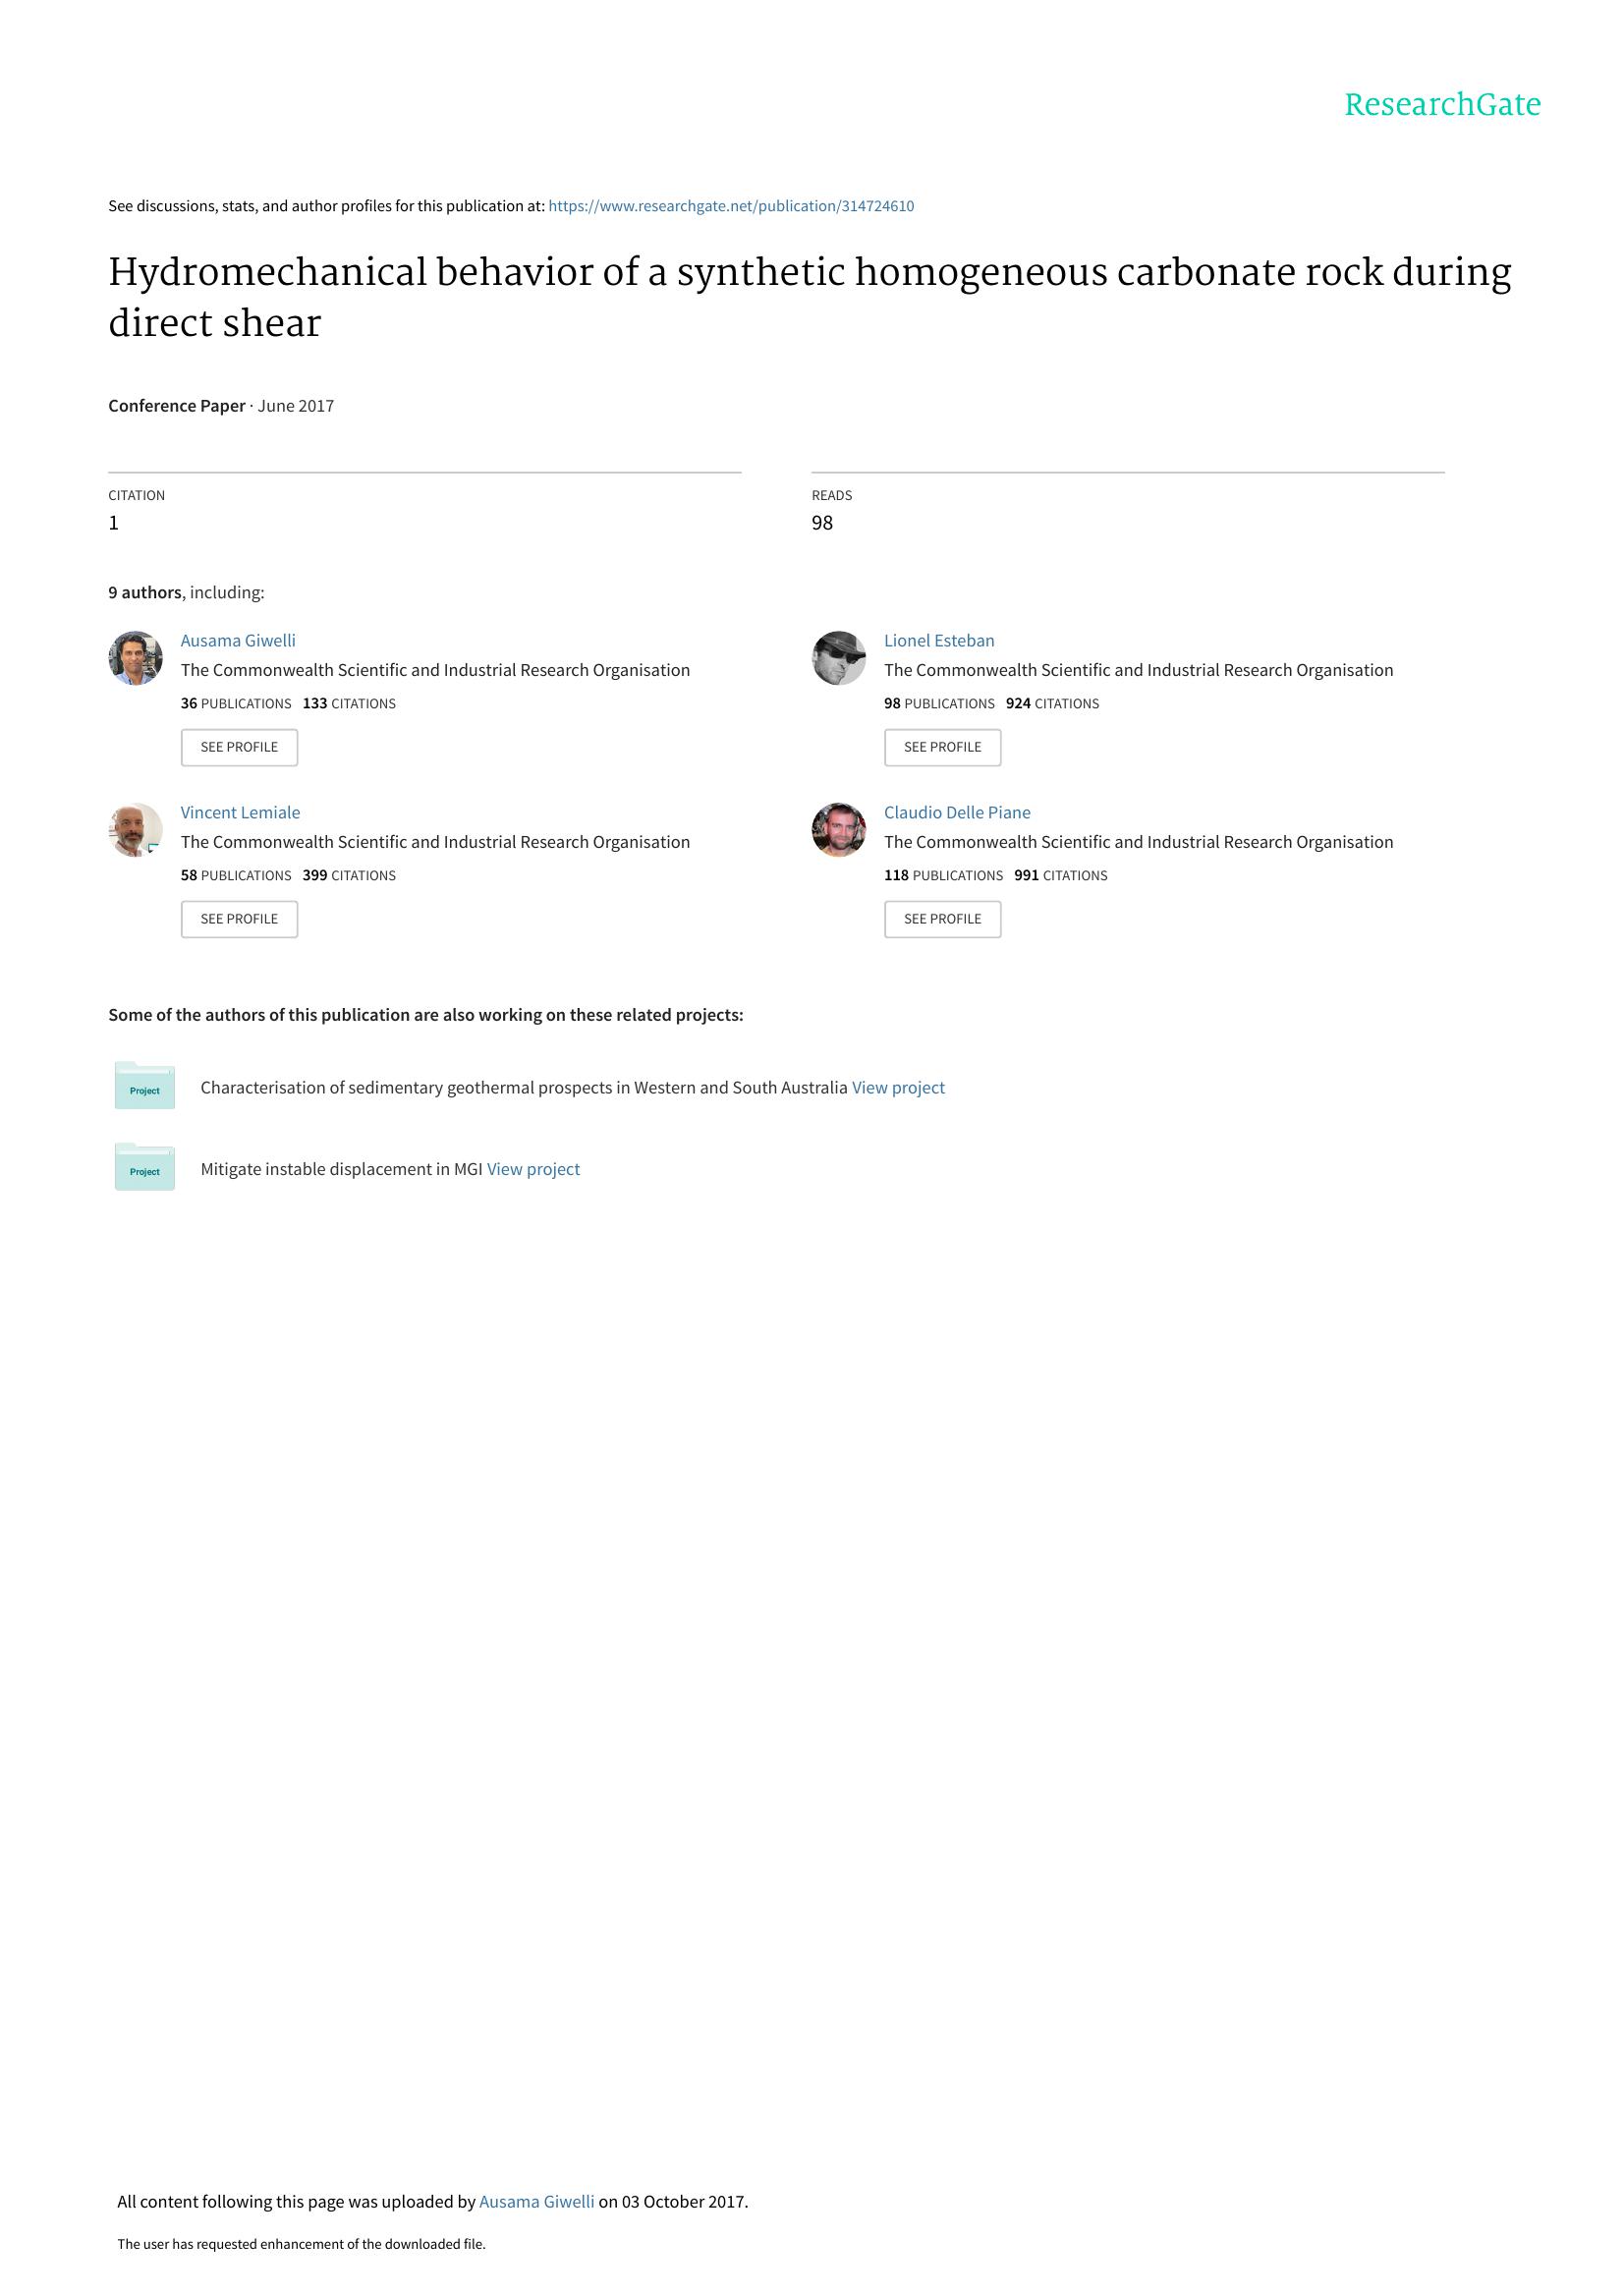 ResearchGate
See discussions, stats, and author profiles for this publication at: https://www.researchgate.net/publication/314724610
Hydromechanical behavior of a synthetic homogeneous carbonate rock during
direct shear
Conference Paper · June 2017
CITATION
1
READS
98
9 authors, including:
Ausama Giwelli
The Commonwealth Scientific and Industrial Research Organisation
36 PUBLICATIONS 133 CITATIONS
SEE PROFILE
Lionel Esteban
The Commonwealth Scientific and Industrial Research Organisation
98 PUBLICATIONS 924 CITATIONS
SEE PROFILE
Vincent Lemiale
The Commonwealth Scientific and Industrial Research Organisation
58 PUBLICATIONS 399 CITATIONS
SEE PROFILE
Claudio Delle Piane
The Commonwealth Scientific and Industrial Research Organisation
118 PUBLICATIONS 991 CITATIONS
SEE PROFILE
Some of the authors of this publication are also working on these related projects:
Project
Characterisation of sedimentary geothermal prospects in Western and South Australia View project
Project
Mitigate instable displacement in MGI View project
All content following this page was uploaded by Ausama Giwelli on 03 October 2017.
The user has requested enhancement of the downloaded file.